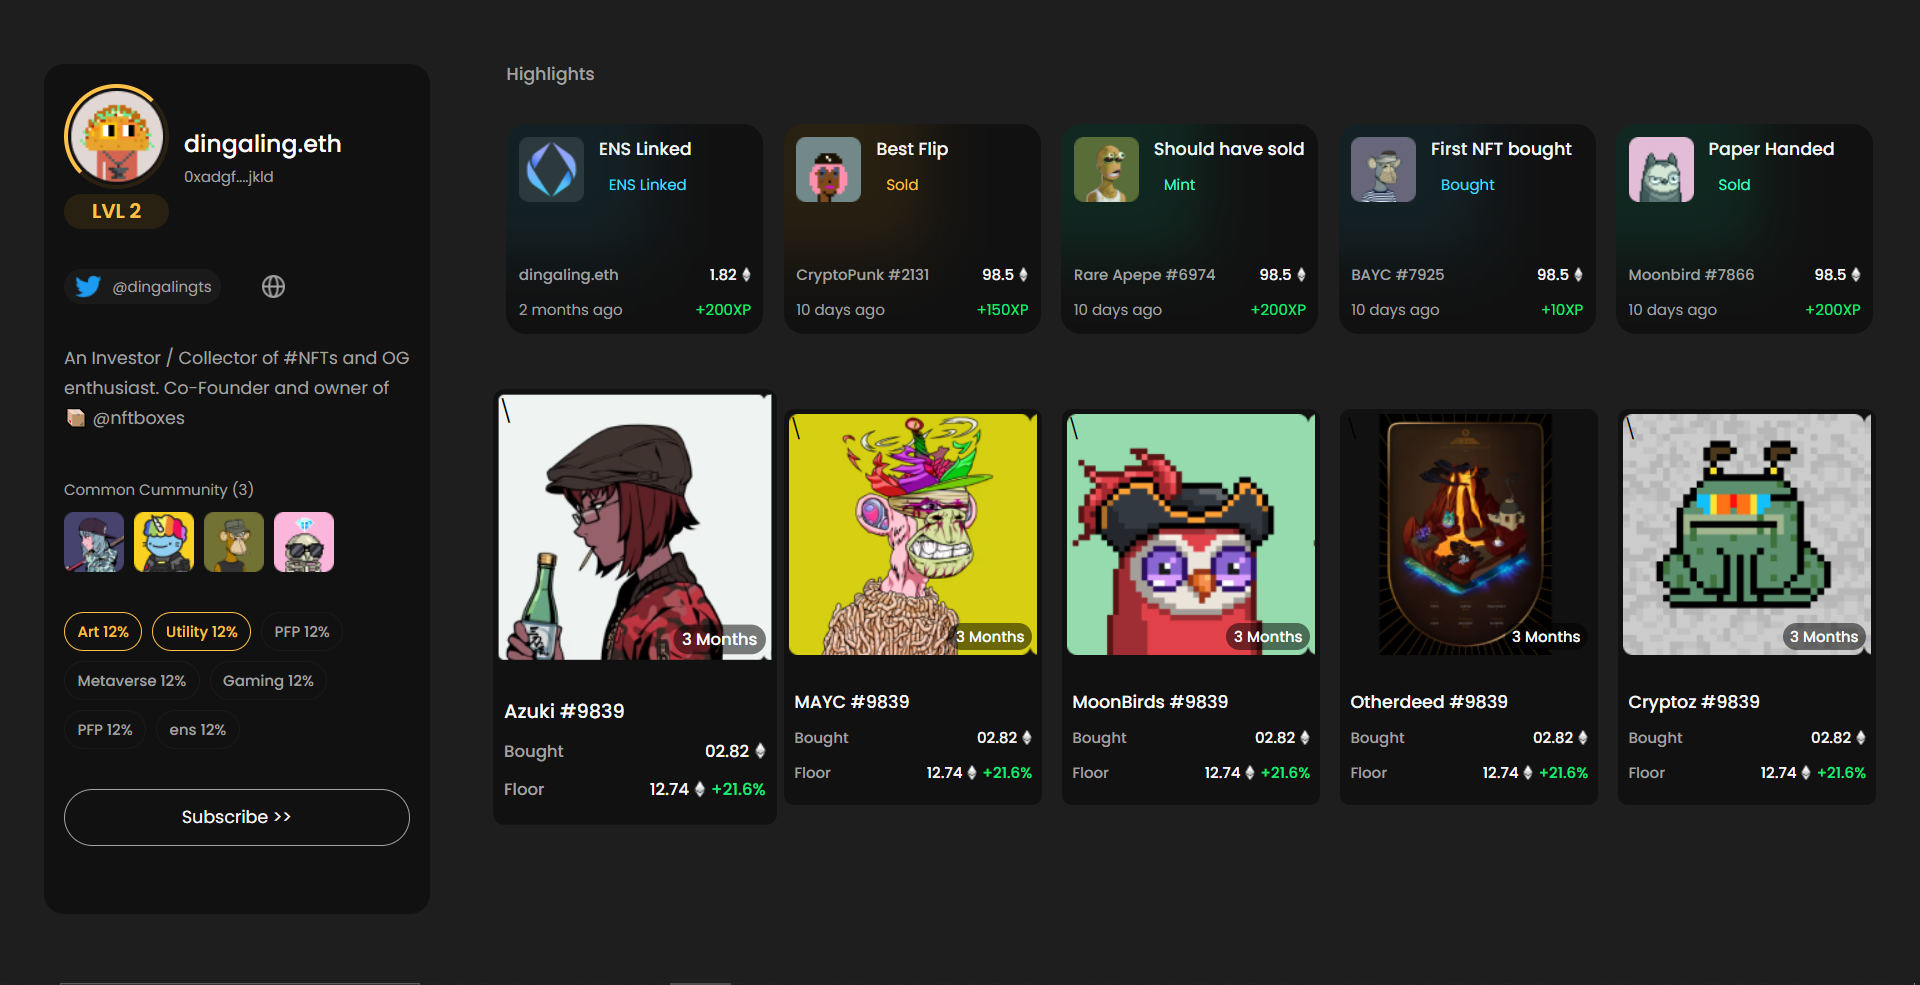 dingaling.eth
0xadgf....jkld
LVL 2
@dingalingts
An Investor / Collector of #NFTs and OG
enthusiast. Co-Founder and owner of
📦 @nftboxes
Common Cummunity (3)
Art 12% Utility 12% PFP 12%
Metaverse 12% Gaming 12%
PFP 12% ens 12%
Subscribe >>
Highlights
ENS Linked
ENS Linked
dingaling.eth 1.82
2 months ago +200XP
Best Flip
Sold
CryptoPunk #2131 98.5
10 days ago +150XP
Should have sold
Mint
Rare Apepe #6974 98.5
10 days ago +200XP
First NFT bought
Bought
BAYC #7925 98.5
10 days ago +10XP
Paper Handed
Sold
Moonbird #7866 98.5
10 days ago +200XP
\
3 Months
Azuki #9839
Bought 02.82
Floor 12.74 +21.6%
\
3 Months
MAYC #9839
Bought 02.82
Floor 12.74 +21.6%
\
3 Months
MoonBirds #9839
Bought 02.82
Floor 12.74 +21.6%
\
3 Months
Otherdeed #9839
Bought 02.82
Floor 12.74 +21.6%
\
3 Months
Cryptoz #9839
Bought 02.82
Floor 12.74 +21.6%